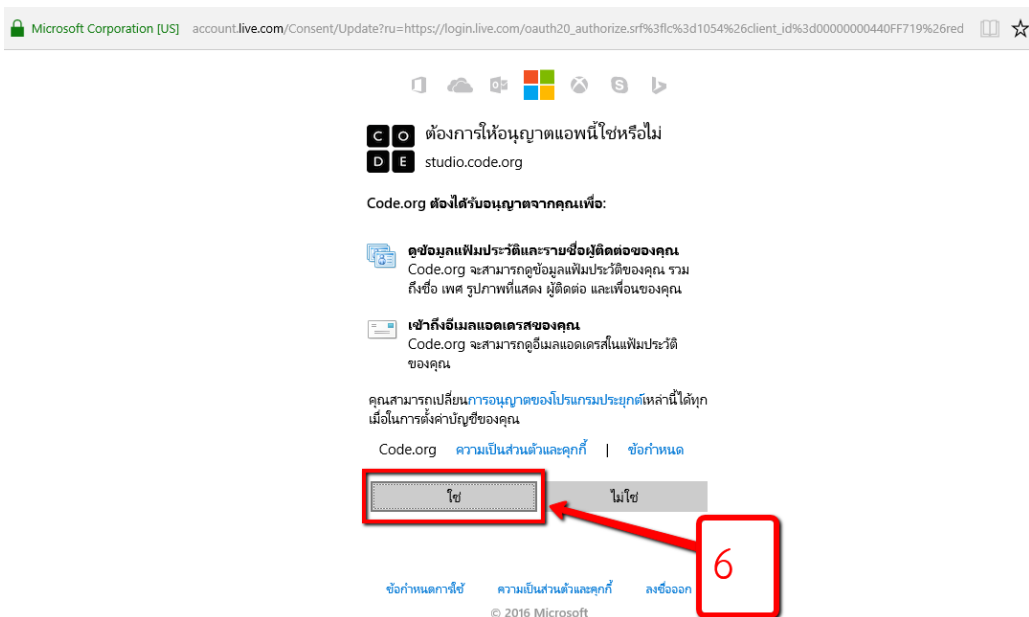 Microsoft Corporation [US] account.live.com/Consent/Update?ru=https://login.live.com/oauth20_authorize.srf%3flc%3d1054%26client_id%3d00000000440FF719%26red
C O D E
ต้องการให้อนุญาตแอพนี้ใช่หรือไม่
studio.code.org
Code.org ต้องได้รับอนุญาตจากคุณเพื่อ:
ดูข้อมูลแฟ้มประวัติและรายชื่อผู้ติดต่อของคุณ
Code.org จะสามารถดูข้อมูลแฟ้มประวัติของคุณ รวม
ถึงชื่อ เพศ รูปภาพที่แสดง ผู้ติดต่อ และเพื่อนของคุณ
เข้าถึงอีเมลแอดเดรสของคุณ
Code.org จะสามารถดูอีเมลแอดเดรสในแฟ้มประวัติ
ของคุณ
คุณสามารถเปลี่ยนการอนุญาตของโปรแกรมประยุกต์เหล่านี้ได้ทุก
เมื่อในการตั้งค่าบัญชีของคุณ
Code.org ความเป็นส่วนตัวและคุกกี้ | ข้อกำหนด
ใช่ ไม่ใช่
6
ข้อกำหนดการใช้ ความเป็นส่วนตัวและคุกกี้ ลงชื่อออก
© 2016 Microsoft